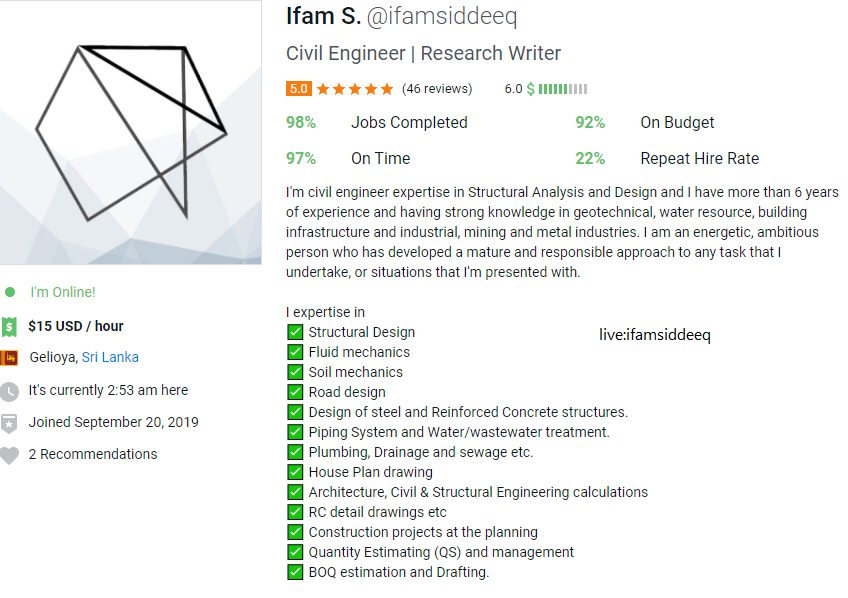 Ifam S. @ifamsiddeeq
Civil Engineer | Research Writer
5.0 (46 reviews) 6.0 $
98% Jobs Completed 92% On Budget
97% On Time 22% Repeat Hire Rate
I'm civil engineer expertise in Structural Analysis and Design and I have more than 6 years
of experience and having strong knowledge in geotechnical, water resource, building
infrastructure and industrial, mining and metal industries. I am an energetic, ambitious
person who has developed a mature and responsible approach to any task that I
undertake, or situations that I'm presented with.
I expertise in
✅ Structural Design
✅ Fluid mechanics
✅ Soil mechanics
✅ Road design
✅ Design of steel and Reinforced Concrete structures.
✅ Piping System and Water/wastewater treatment.
✅ Plumbing, Drainage and sewage etc.
✅ House Plan drawing
✅ Architecture, Civil & Structural Engineering calculations
✅ RC detail drawings etc
✅ Construction projects at the planning
✅ Quantity Estimating (QS) and management
✅ BOQ estimation and Drafting.
live:ifamsiddeeq
I'm Online!
$ $15 USD / hour
Gelioya, Sri Lanka
It's currently 2:53 am here
Joined September 20, 2019
2 Recommendations